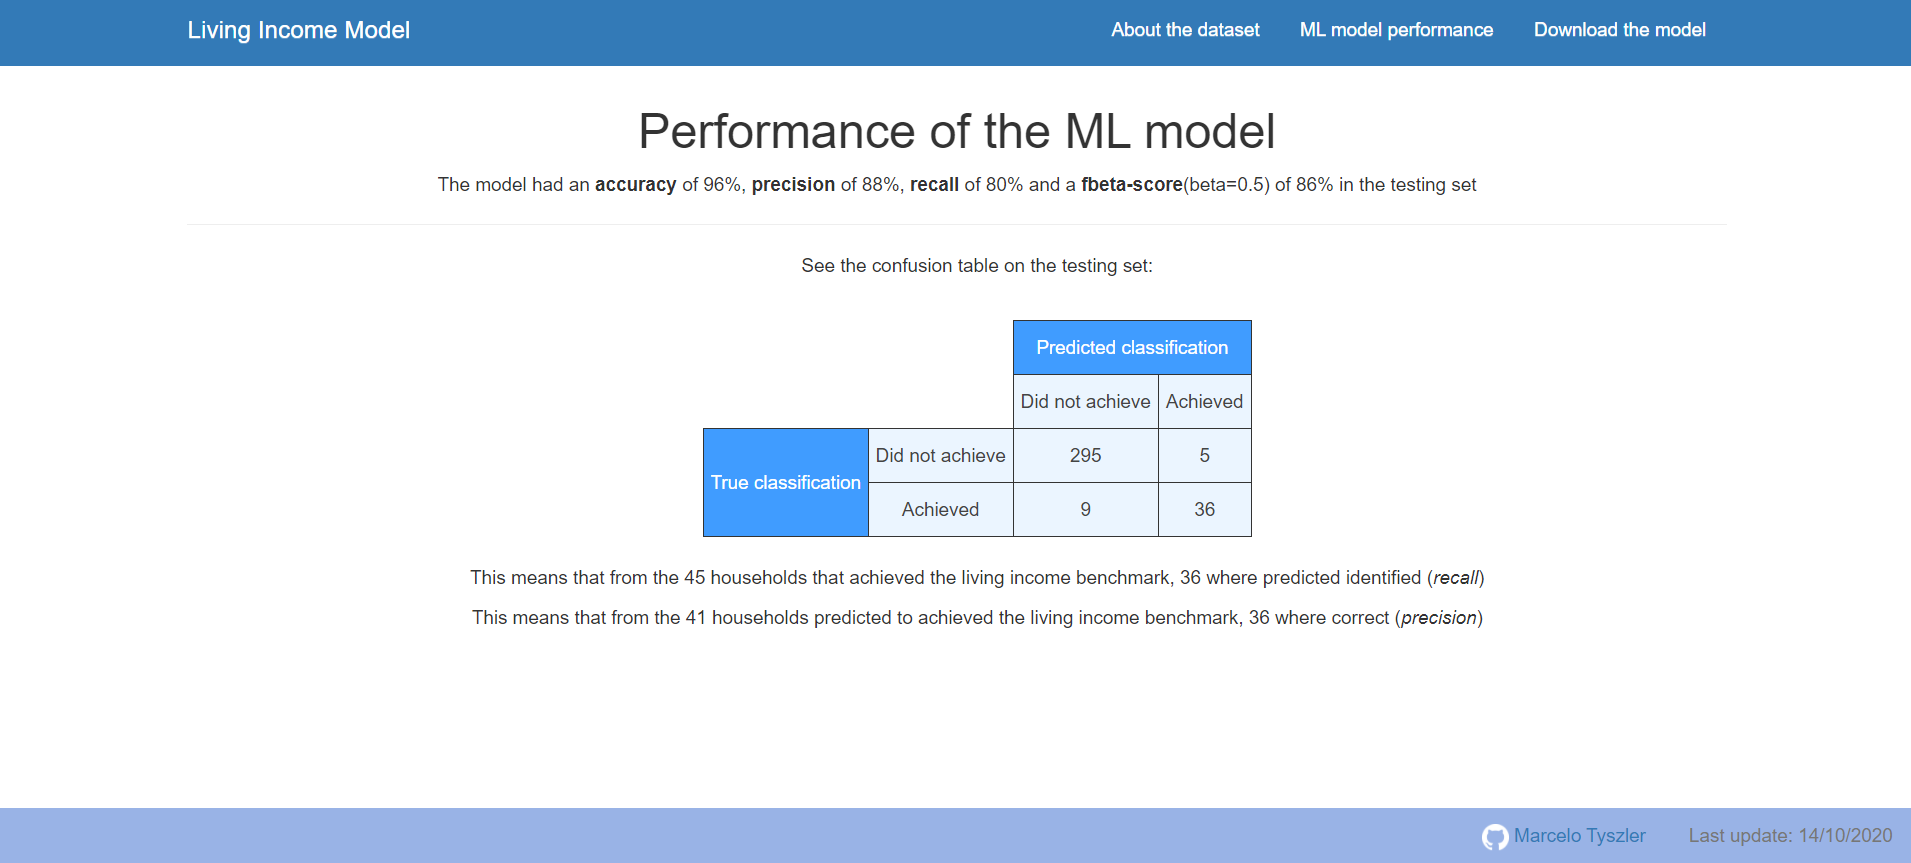 Living Income Model
About the dataset
ML model performance
Download the model
Performance of the ML model
The model had an accuracy of 96%, precision of 88%, recall of 80% and a fbeta-score(beta=0.5) of 86% in the testing set
See the confusion table on the testing set:
Predicted classification
Did not achieve Achieved
True classification
Did not achieve 295 5
Achieved 9 36
This means that from the 45 households that achieved the living income benchmark, 36 where predicted identified (recall)
This means that from the 41 households predicted to achieved the living income benchmark, 36 where correct (precision)
Marcelo Tyszler
Last update: 14/10/2020